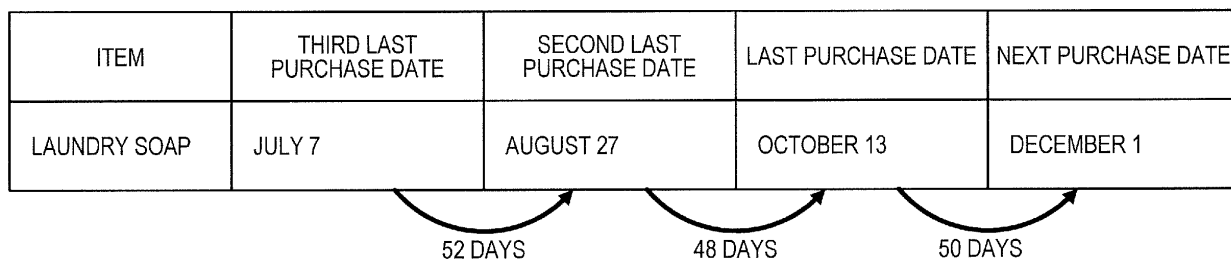 ITEM
THIRD LAST
PURCHASE DATE
SECOND LAST
PURCHASE DATE
LAST PURCHASE DATE
NEXT PURCHASE DATE
LAUNDRY SOAP
JULY 7
AUGUST 27
OCTOBER 13
DECEMBER 1
52 DAYS
48 DAYS
50 DAYS